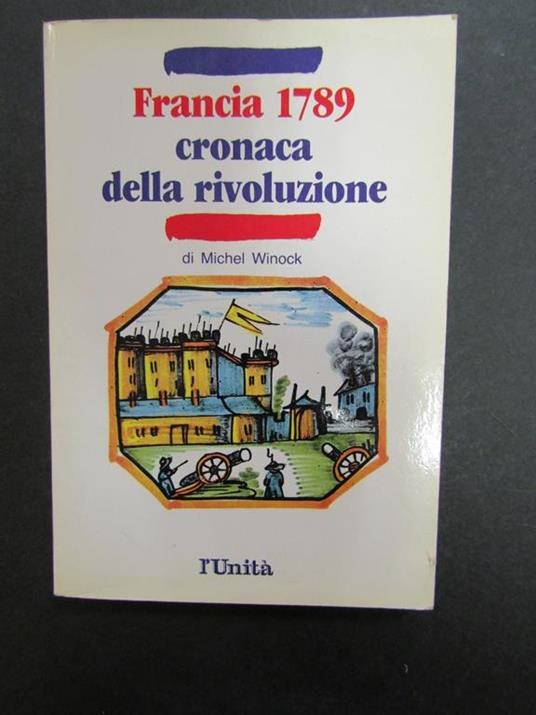 Francia 1789
cronaca
della rivoluzione
di Michel Winock
l'Unità